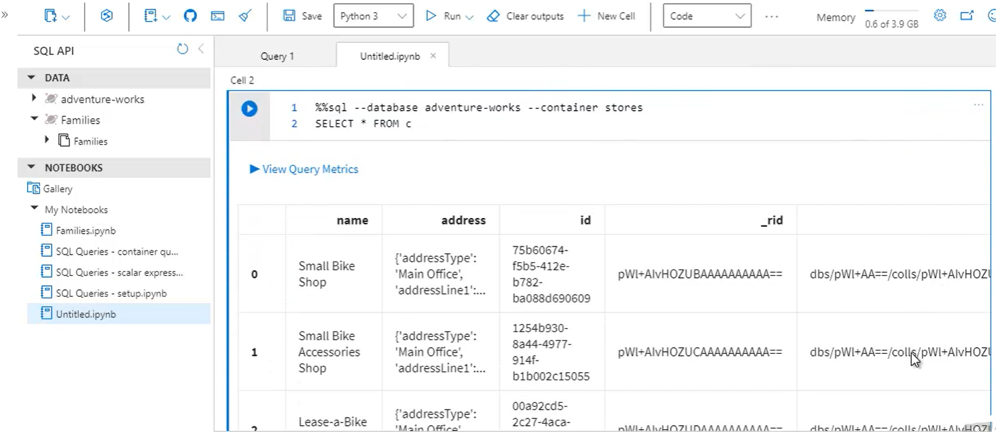 Save
Python 3
Run
Clear outputs
New Cell
Code
Memory
0.6 of 3.9 GB
SQL API
Query 1
Untitled.ipynb
DATA
adventure-works
Families
Families
NOTEBOOKS
Gallery
My Notebooks
Families.ipynb
SQL Queries - container qu...
SQL Queries - scalar express...
SQL Queries - setup.ipynb
Untitled.ipynb
Cell 2
1 %%sql --database adventure-works --container stores
2 SELECT * FROM c
View Query Metrics
name address id _rid
0
Small Bike
Shop
{'addressType':
'Main Office',
'addressLine1':...
75b60674-
f5b5-412e-
b782-
ba088d690609
pWl+AIvHOZUBAAAAAAAAAA==
dbs/pWl+AA==/colls/pWl+AIvHOZU
1
Small Bike
Accessories
Shop
{'addressType':
'Main Office',
'addressLine1':...
1254b930-
8a44-4977-
914f-
b1b002c15055
pWl+AIvHOZUCAAAAAAAAAA==
dbs/pWl+AA==/colls/pWl+AIvHOZU
2
Lease-a-Bike
{'addressType':
'Main Office',
00a92cd5-
2c27-4aca-
pWl+AIvHOZUDAAAAAAAAAA==
dbs/pWl+AA==/colls/pWl+AIvHOZU